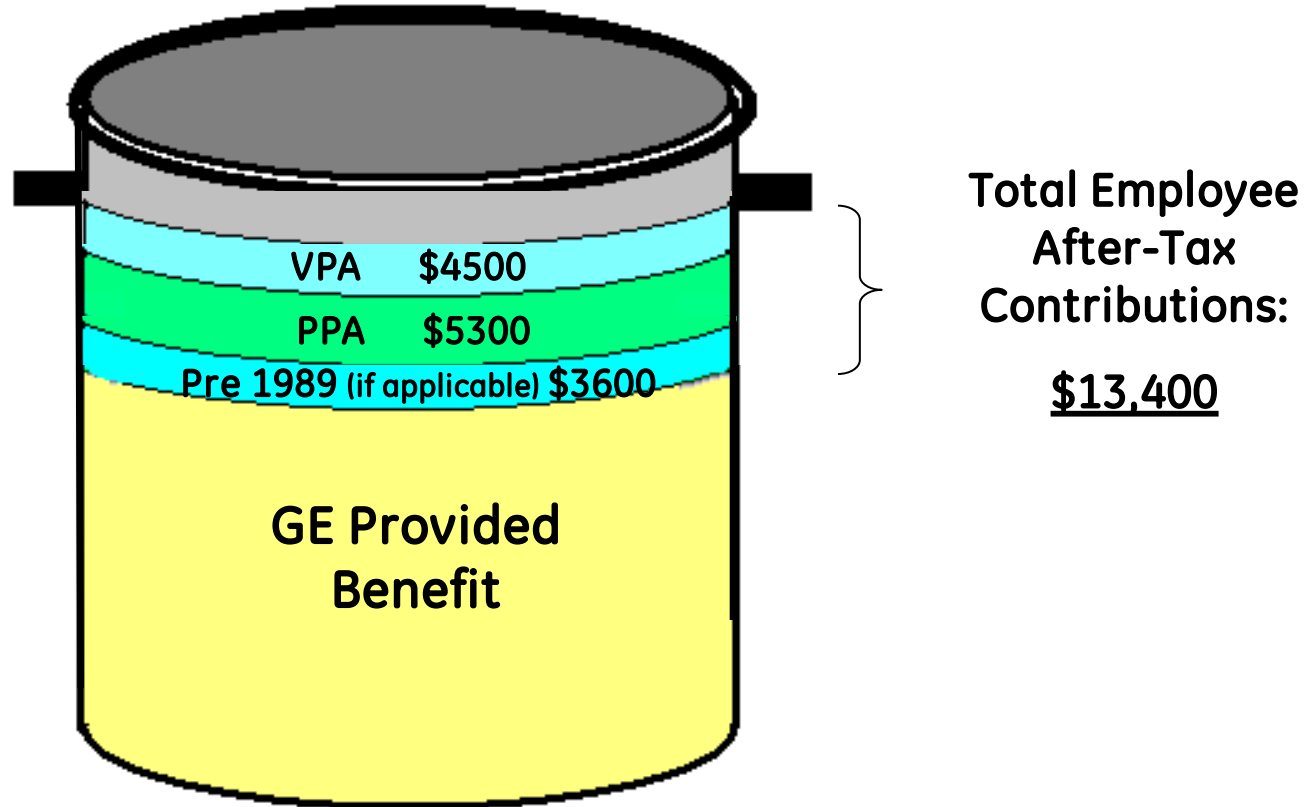 VPA $4500
PPA $5300
Pre 1989 (if applicable) $3600
GE Provided
Benefit
Total Employee
After-Tax
Contributions:
$13,400